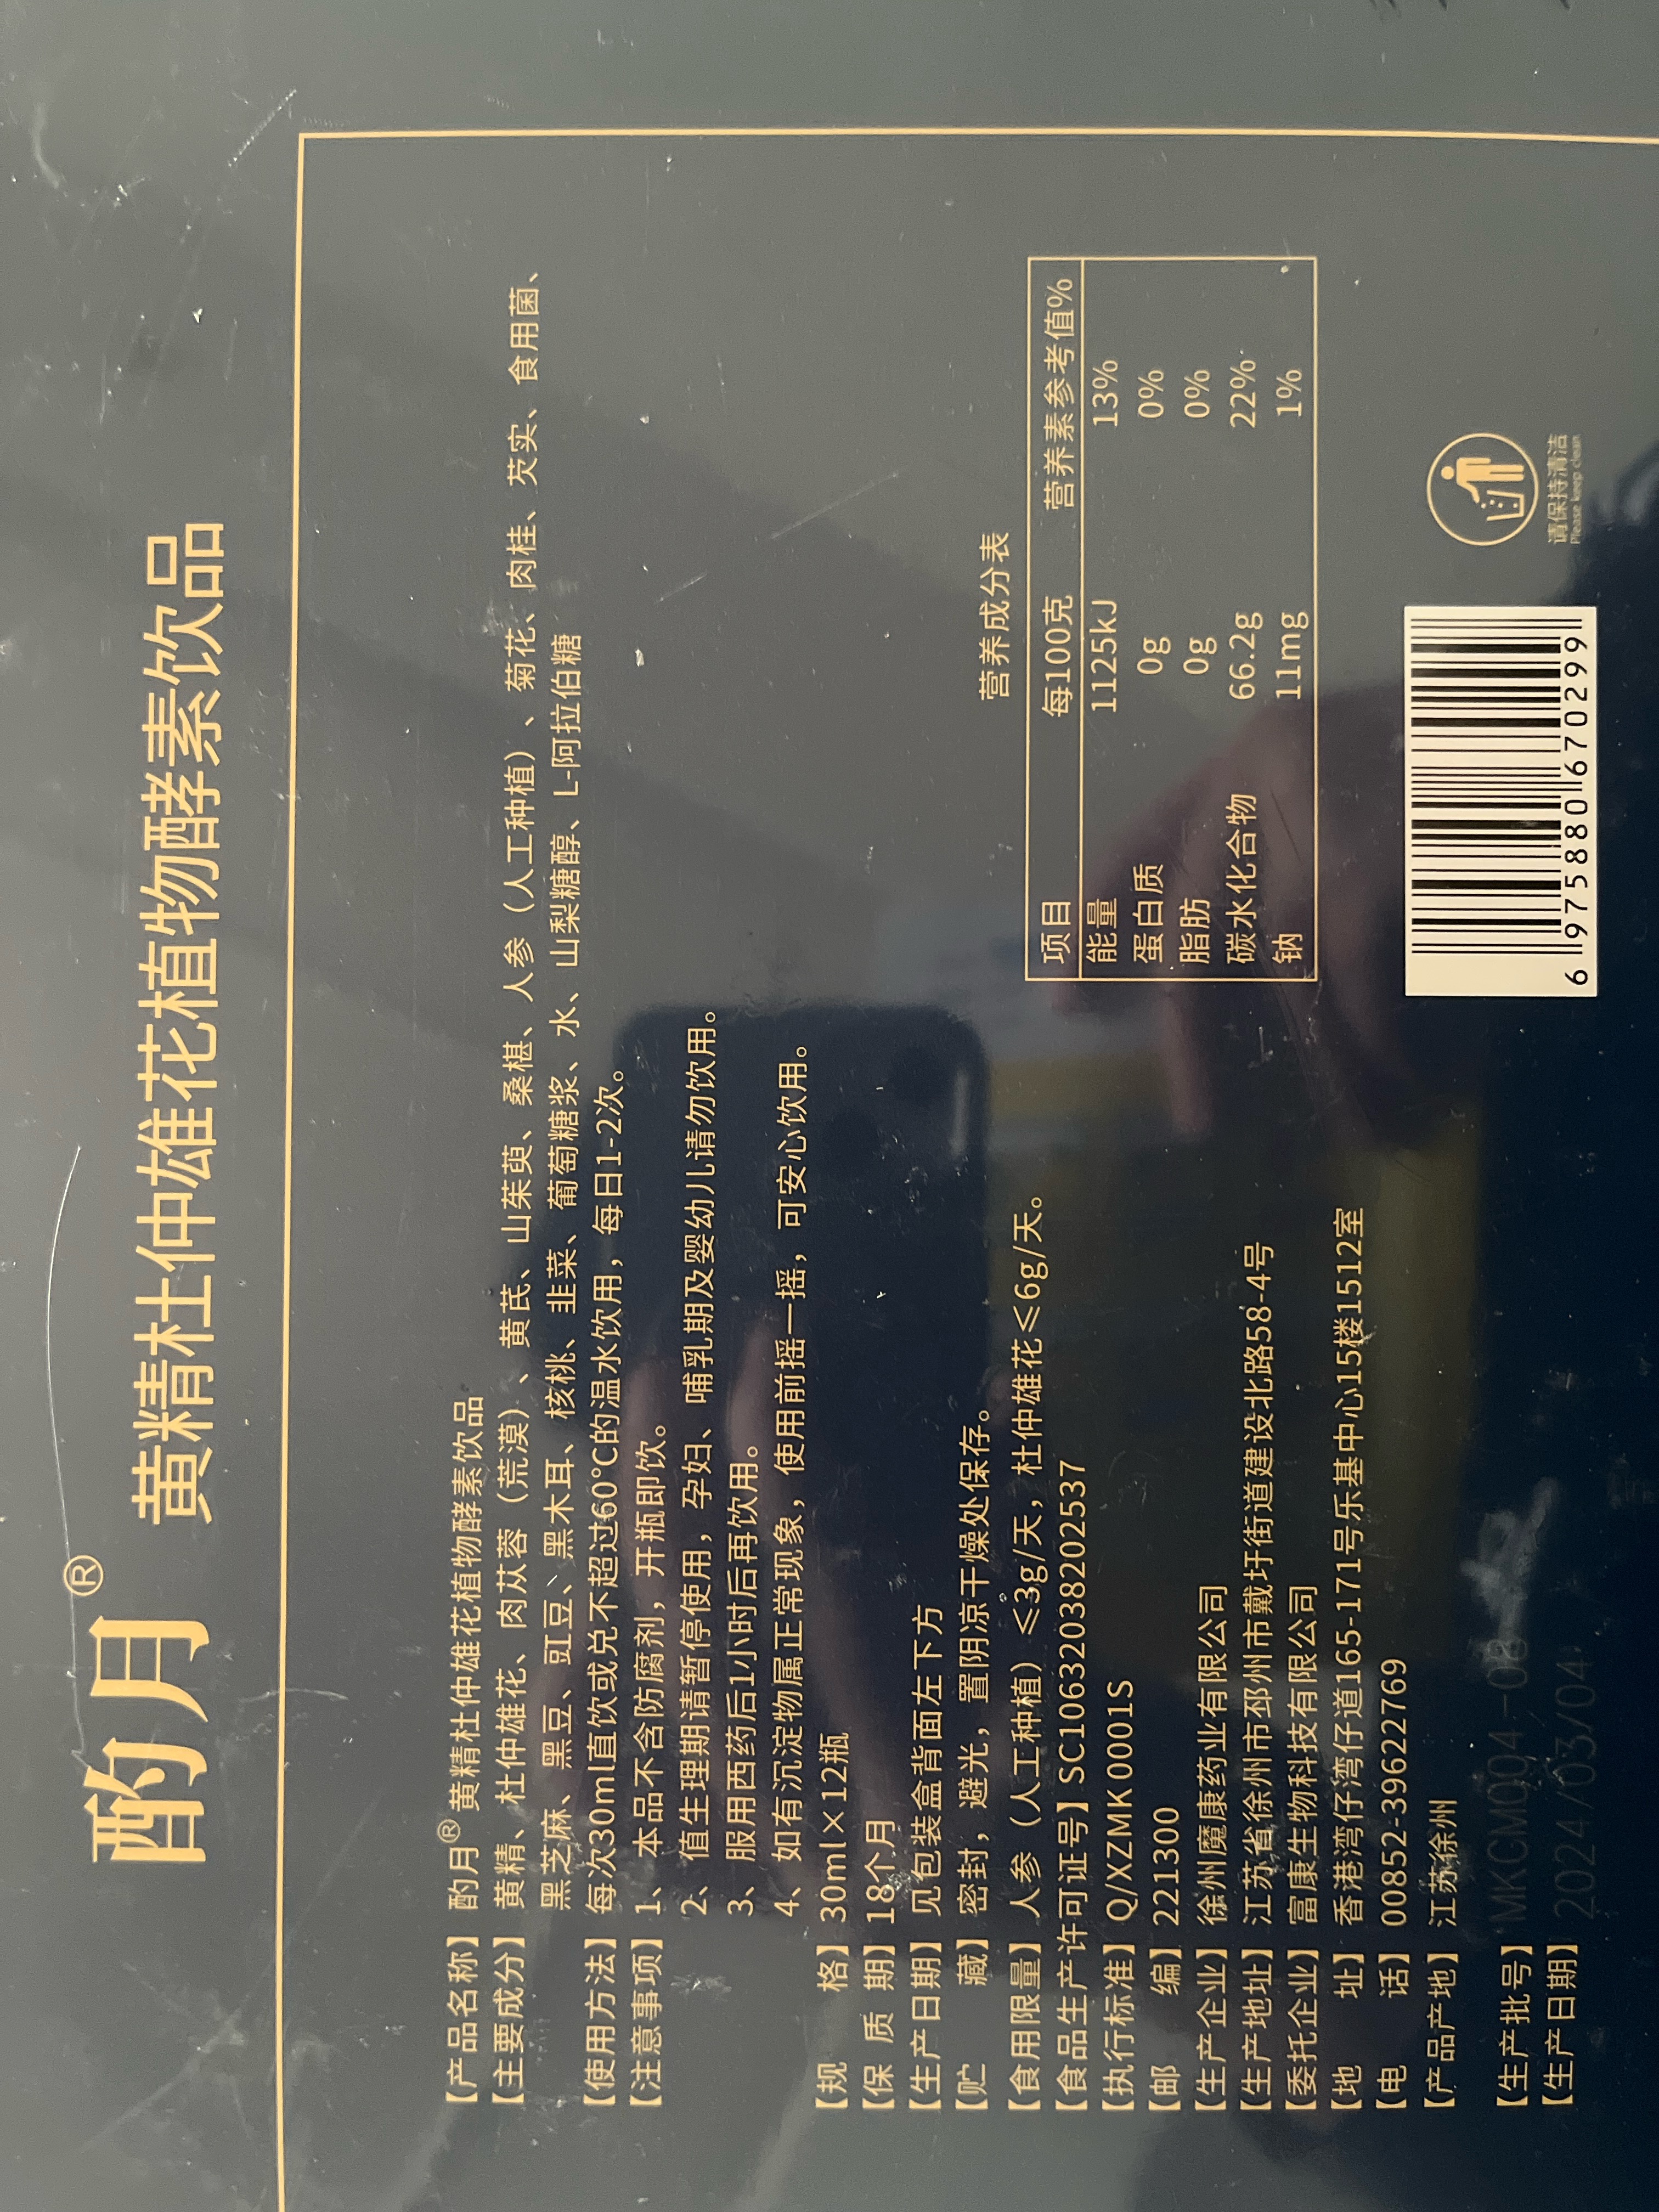 酌月®
黄精杜仲雄花植物酵素饮品
【产品名称】酌月®黄精杜仲雄花植物酵素饮品
【主要成分】黄精、杜仲雄花、肉苁蓉（荒漠）、黄芪、山茱萸、桑椹、人参（人工种植）、菊花、肉桂、芡实、食用菌、
黑芝麻、黑豆、豇豆、黑木耳、核桃、韭菜、葡萄糖浆、水、山梨糖醇、L-阿拉伯糖
【使用方法】每次30ml直饮或兑不超过60°C的温水饮用，每日1-2次。
【注意事项】1、本品不含防腐剂，开瓶即饮。
2、值生理期请暂停使用，孕妇、哺乳期及婴幼儿请勿饮用。
3、服用西药后1小时后再饮用。
4、如有沉淀物属正常现象，使用前摇一摇，可安心饮用。
【规 格】30ml×12瓶
【保 质 期】18个月
【生产日期】见包装盒背面左下方
【贮 藏】密封，避光，置阴凉干燥处保存。
【食用限量】人参（人工种植）≤3g/天，杜仲雄花≤6g/天。
【食品生产许可证号】SC10632038202537
【执行标准】Q/XZMK0001S
【邮 编】221300
【生产企业】徐州魔康药业有限公司
【生产地址】江苏省徐州市邳州市戴圩街道建设北路58-4号
【委托企业】富康生物科技有限公司
【地 址】香港湾仔湾仔道165-171号乐基中心15楼1512室
【电 话】00852-39622769
【产品产地】江苏徐州
【生产批号】MKGM004-08
【生产日期】2024/03/04
营养成分表
项目 每100克 营养素参考值%
能量 1125kJ 13%
蛋白质 0g 0%
脂肪 0g 0%
碳水化合物 66.2g 22%
钠 11mg 1%
6 975880 670299
请保持清洁
Please keep clean